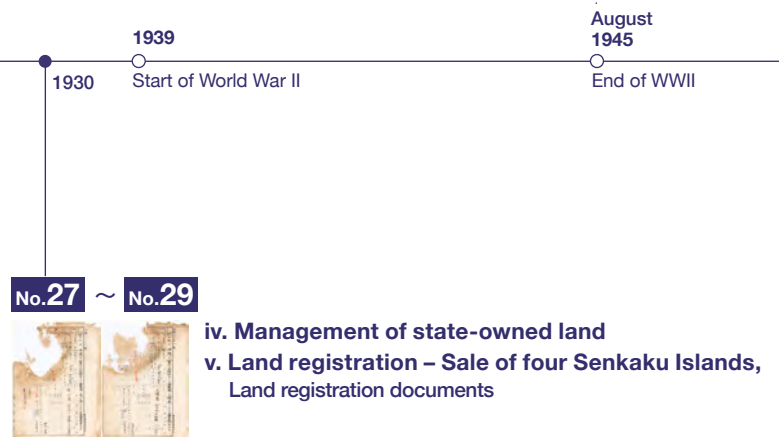 August
1939
1945
1930
Start of World War II
End of WWII
No.27 ~ No.29
iv. Management of state-owned land
v. Land registration – Sale of four Senkaku Islands,
Land registration documents